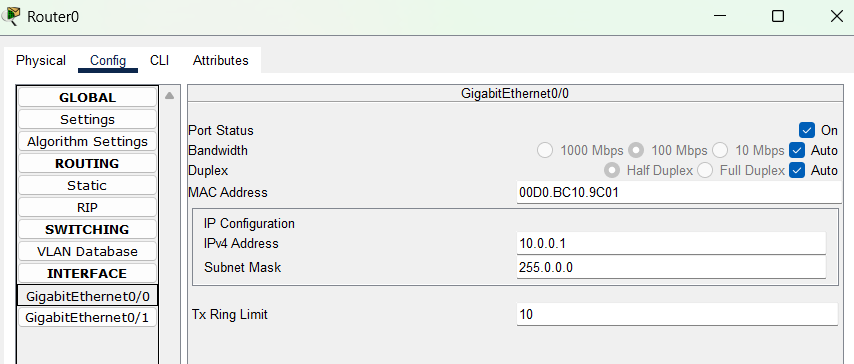 Router0
Physical Config CLI Attributes
GLOBAL
Settings
Algorithm Settings
ROUTING
Static
RIP
SWITCHING
VLAN Database
INTERFACE
GigabitEthernet0/0
GigabitEthernet0/1
GigabitEthernet0/0
Port Status On
Bandwidth 1000 Mbps 100 Mbps 10 Mbps Auto
Duplex Half Duplex Full Duplex Auto
MAC Address 00D0.BC10.9C01
IP Configuration
IPv4 Address 10.0.0.1
Subnet Mask 255.0.0.0
Tx Ring Limit 10